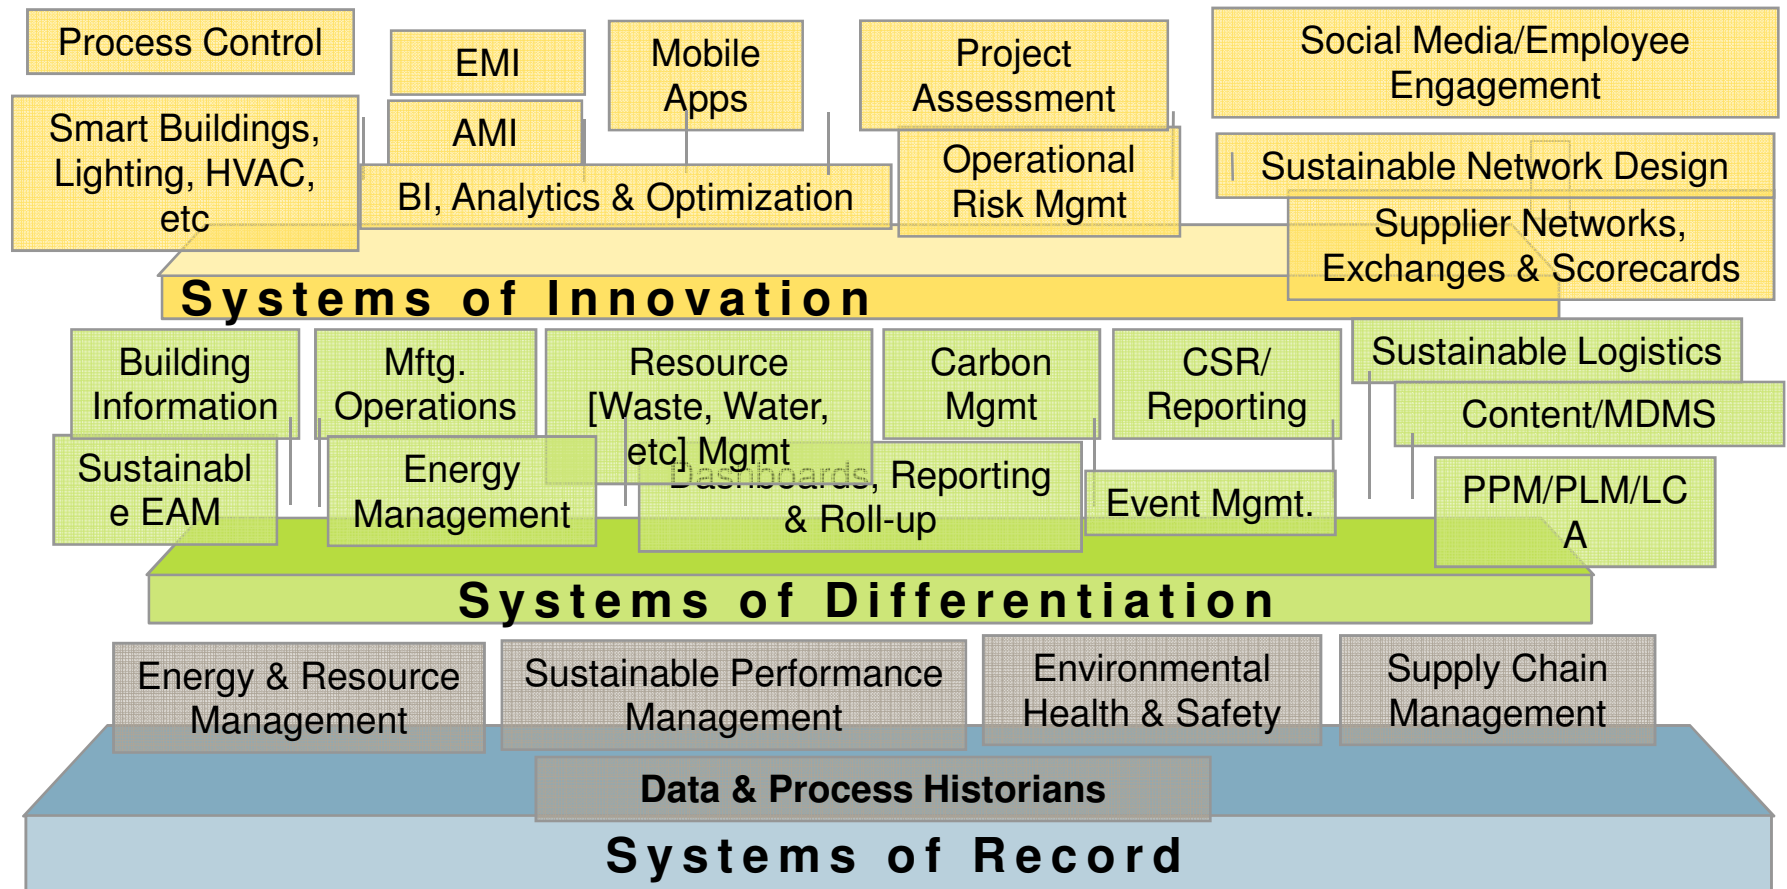 Process Control
EMI
Mobile
Apps
Project
Assessment
Social Media/Employee
Engagement
Smart Buildings,
Lighting, HVAC,
etc
AMI
BI, Analytics & Optimization
Operational
Risk Mgmt
Sustainable Network Design
Supplier Networks,
Exchanges & Scorecards
Systems of Innovation
Building
Information
Mftg.
Operations
Resource
[Waste, Water,
etc] Mgmt
Carbon
Mgmt
CSR/
Reporting
Sustainable Logistics
Content/MDMS
Sustainabl
e EAM
Energy
Management
Dashboards, Reporting
& Roll-up
Event Mgmt.
PPM/PLM/LC
A
Systems of Differentiation
Energy & Resource
Management
Sustainable Performance
Management
Environmental
Health & Safety
Supply Chain
Management
Data & Process Historians
Systems of Record